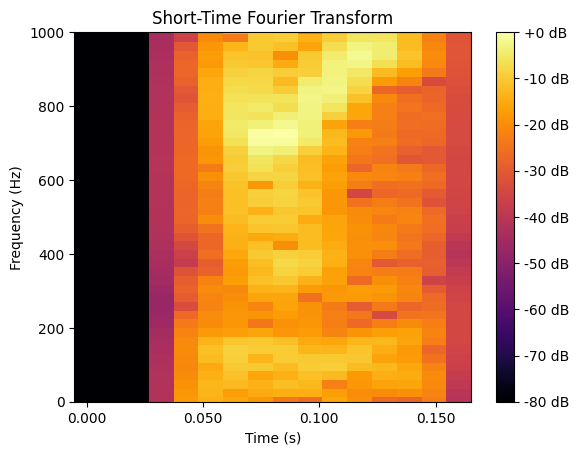 Short-Time Fourier Transform
1000
800
600
400
200
0
Frequency (Hz)
0.000
0.050
0.100
0.150
Time (s)
+0 dB
-10 dB
-20 dB
-30 dB
-40 dB
-50 dB
-60 dB
-70 dB
-80 dB